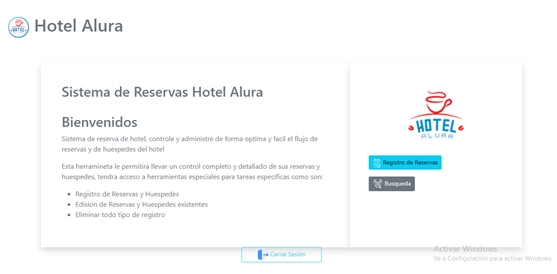 HOTEL
Hotel Alura
Sistema de Reservas Hotel Alura
Bienvenidos
Sistema de reserva de hotel, controle y administre de forma optima y facil el flujo de
reservas y de huespedes del hotel
Esta herramineta le permitira llevar un control completo y detallado de sus reservas y
huespedes, tendra acceso a herramientas especiales para tareas específicas como son:
Registro de Reservas y Huespedes
Edision de Reservas y Huespedes existentes
Eliminar todo tipo de registro
HOTEL
ALURA
Registro de Reservas
Busqueda
Cerrar Sesión
Activar Windows
Ve a Configuración para activar Windows.